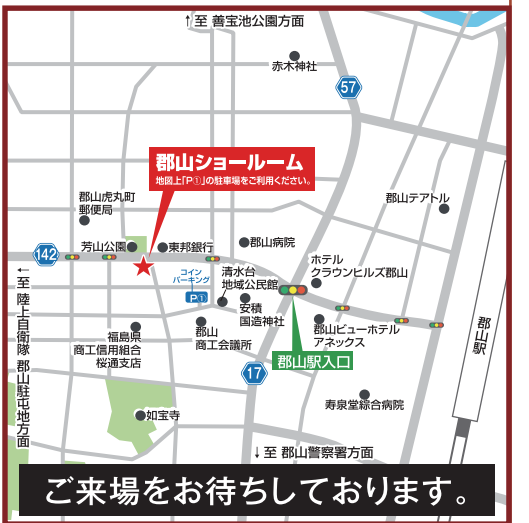 ↑至 善宝池公園方面
赤木神社
57
郡山ショールーム
地図上「P①」の駐車場をご利用ください。
郡山虎丸町
郵便局
郡山テアトル
芳山公園
東邦銀行
郡山病院
142
コイン
パーキング
P①
清水台
地域公民館
ホテル
クラウンヒルズ郡山
安積
国造神社
←至 陸上自衛隊 郡山駐屯地方面
福島県
商工信用組合
桜通支店
郡山
商工会議所
郡山ビューホテル
アネックス
郡山駅
郡山駅入口
17
寿泉堂綜合病院
如宝寺
↓至 郡山警察署方面
ご来場をお待ちしております。